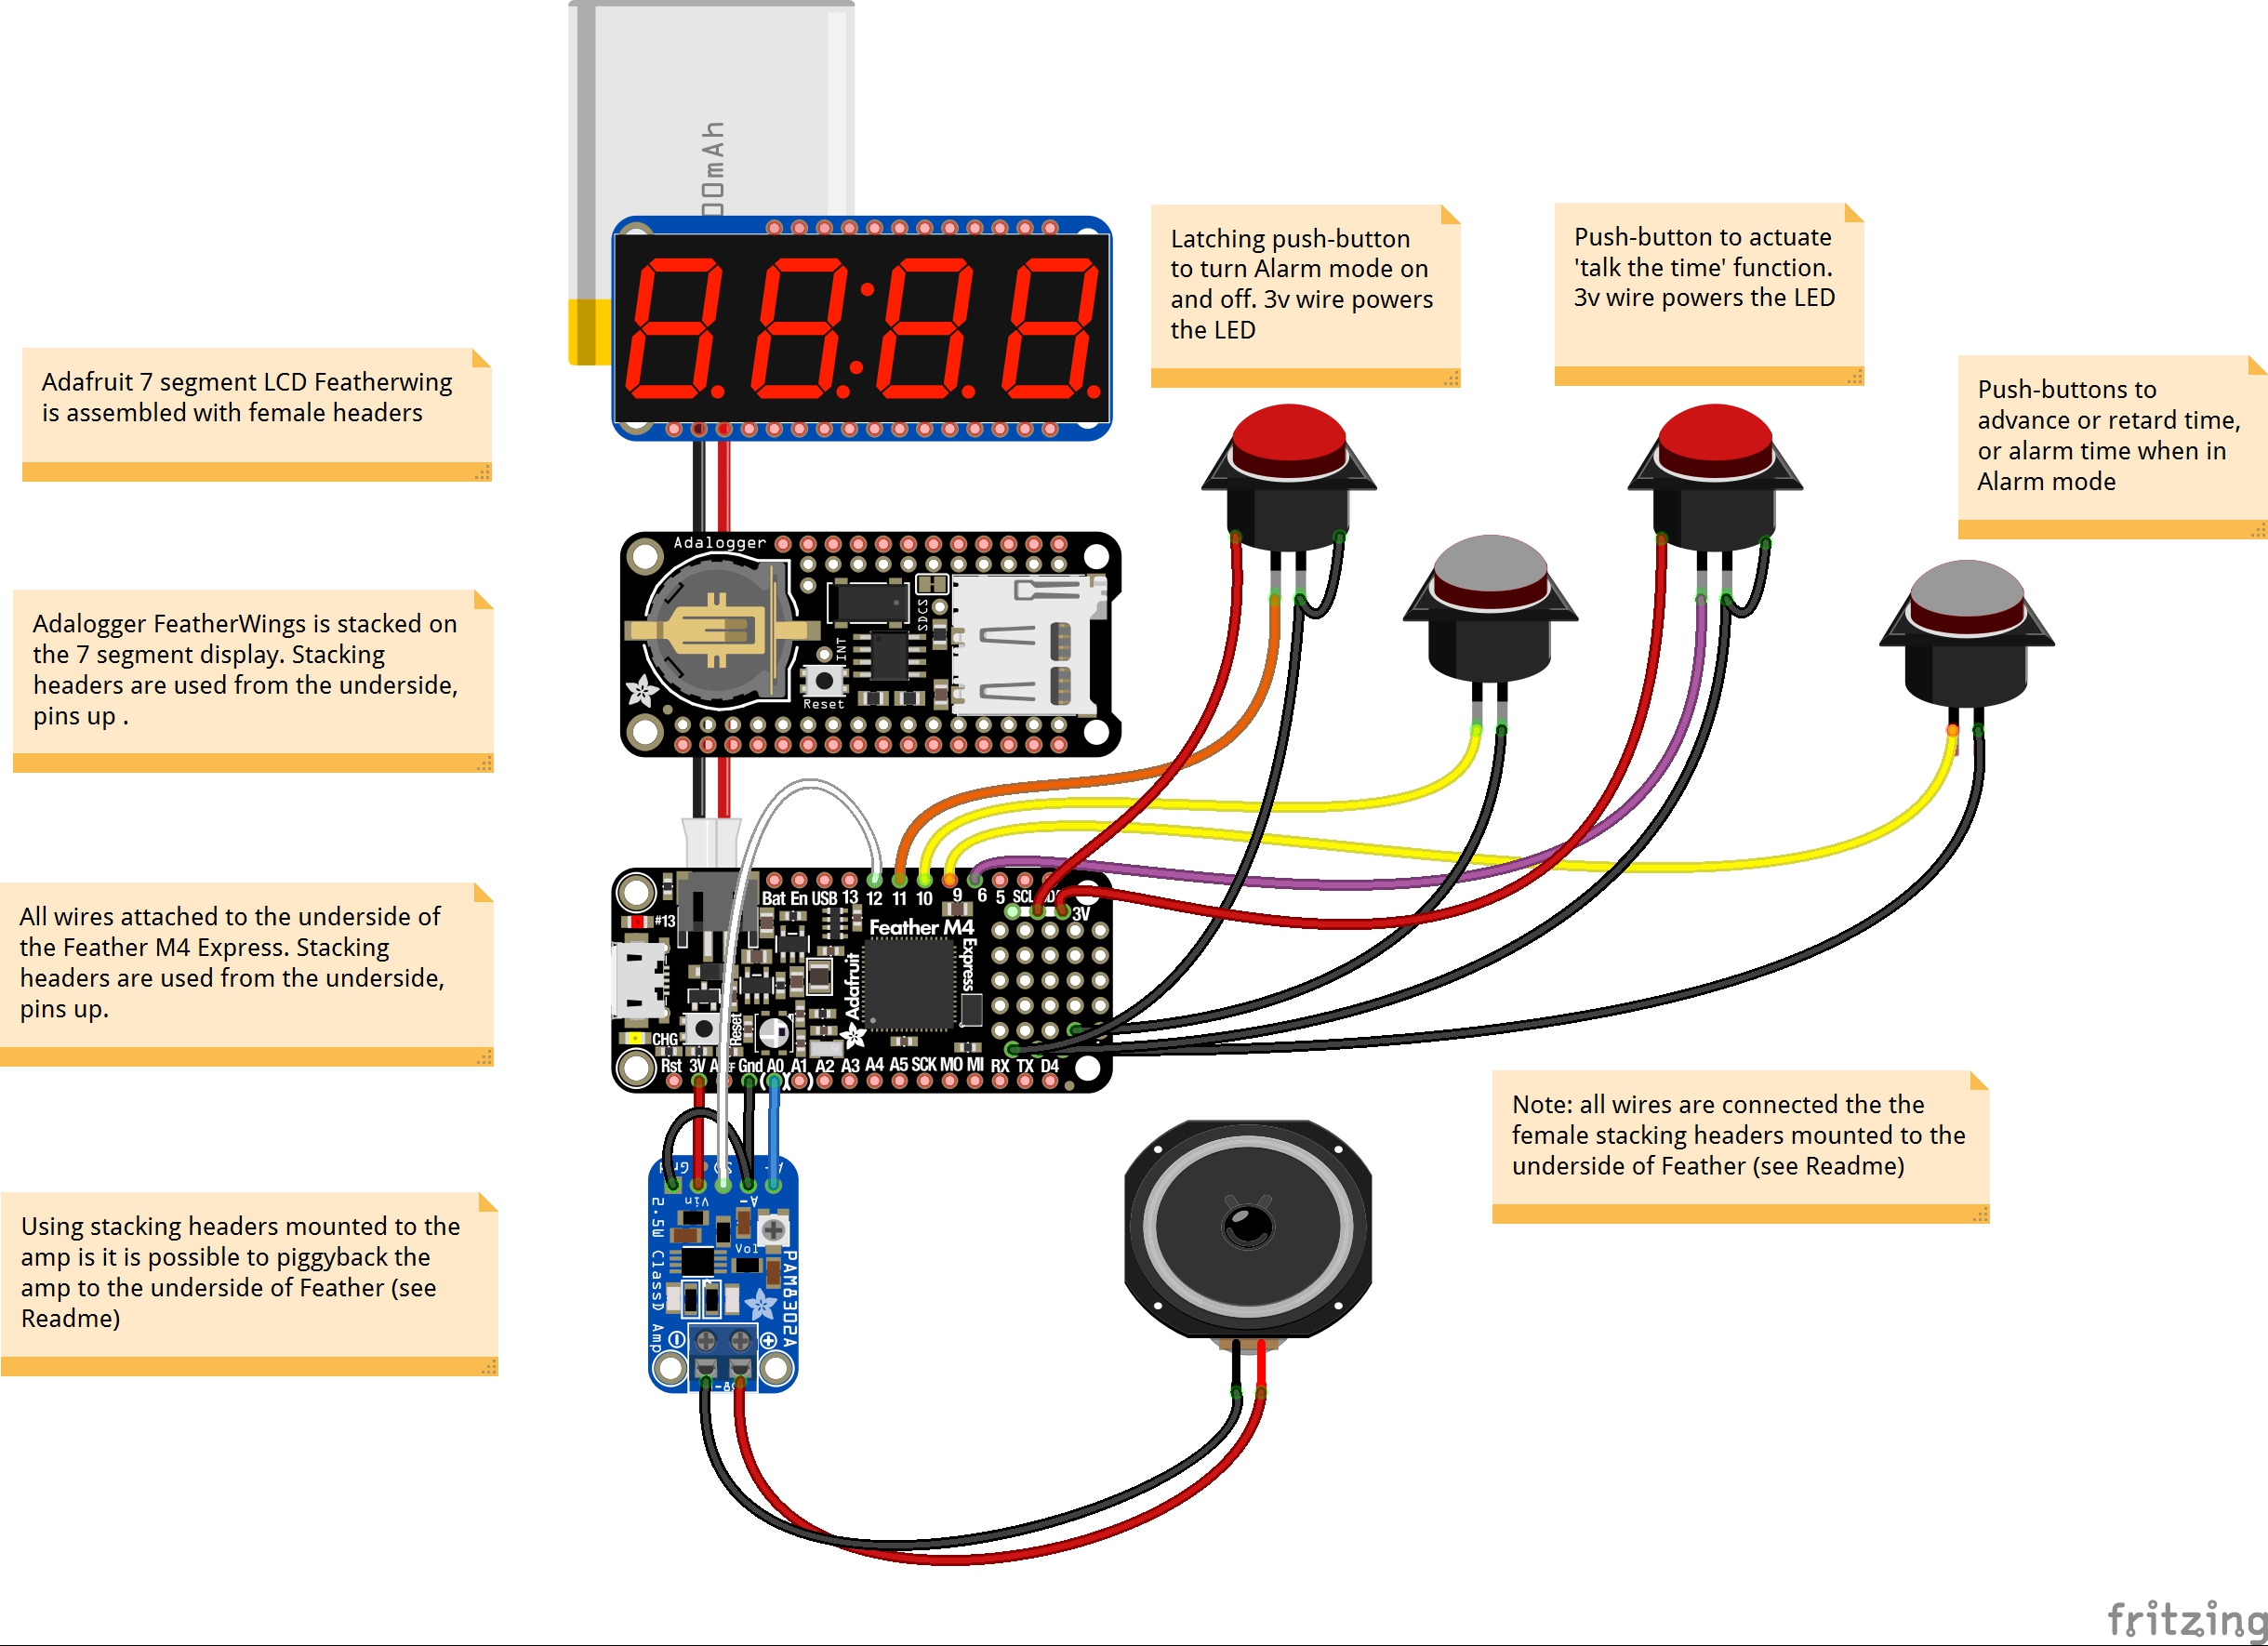 00mAh
Latching push-button
to turn Alarm mode on
and off. 3v wire powers
the LED
Push-button to actuate
'talk the time' function.
3v wire powers the LED
Push-buttons to
advance or retard time,
or alarm time when in
Alarm mode
Adafruit 7 segment LCD Featherwing
is assembled with female headers
Adalogger FeatherWings is stacked on
the 7 segment display. Stacking
headers are used from the underside,
pins up .
Adalogger
SDCS
INT
Reset
All wires attached to the underside of
the Feather M4 Express. Stacking
headers are used from the underside,
pins up.
Bat En USB 13 12 11 10 9 6 5 SCL
#13
3V
Feather M4
Express
Adafruit
Reset
CHG
Rst 3V Gnd A0 A1 A2 A3 A4 A5 SCK MO MI RX TX D4
Note: all wires are connected the the
female stacking headers mounted to the
underside of Feather (see Readme)
Using stacking headers mounted to the
amp is it is possible to piggyback the
amp to the underside of Feather (see
Readme)
Vin A-
2.5W ClassD Amp
Vol
PAM8302A
fritzing